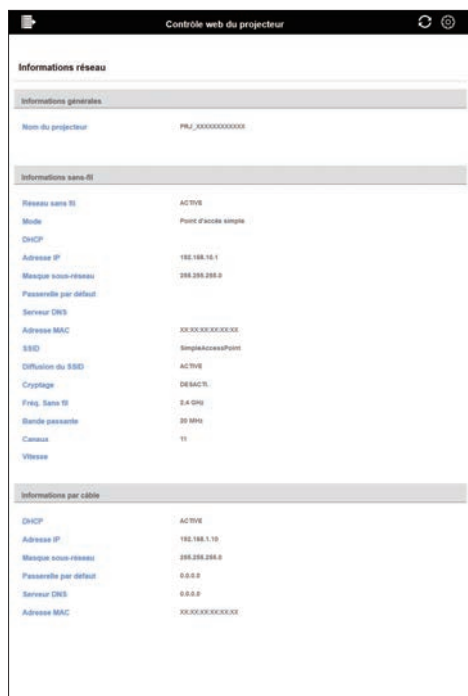 Contrôle web du projecteur
Informations réseau
Informations générales
Nom du projecteur PRJ_XXXXXXXXXXXX
Informations sans-fil
Réseau sans fil ACTIVE
Mode Point d'accès simple
DHCP
Adresse IP 192.168.10.1
Masque sous-réseau 255.255.255.0
Passerelle par défaut
Serveur DNS
Adresse MAC XX:XX:XX:XX:XX:XX
SSID SimpleAccessPoint
Diffusion du SSID ACTIVE
Cryptage DESACTI.
Fréq. Sans fil 2.4 GHz
Bande passante 20 MHz
Canaux 11
Vitesse
Informations par câble
DHCP ACTIVE
Adresse IP 192.168.1.10
Masque sous-réseau 255.255.255.0
Passerelle par défaut 0.0.0.0
Serveur DNS 0.0.0.0
Adresse MAC XX:XX:XX:XX:XX:XX